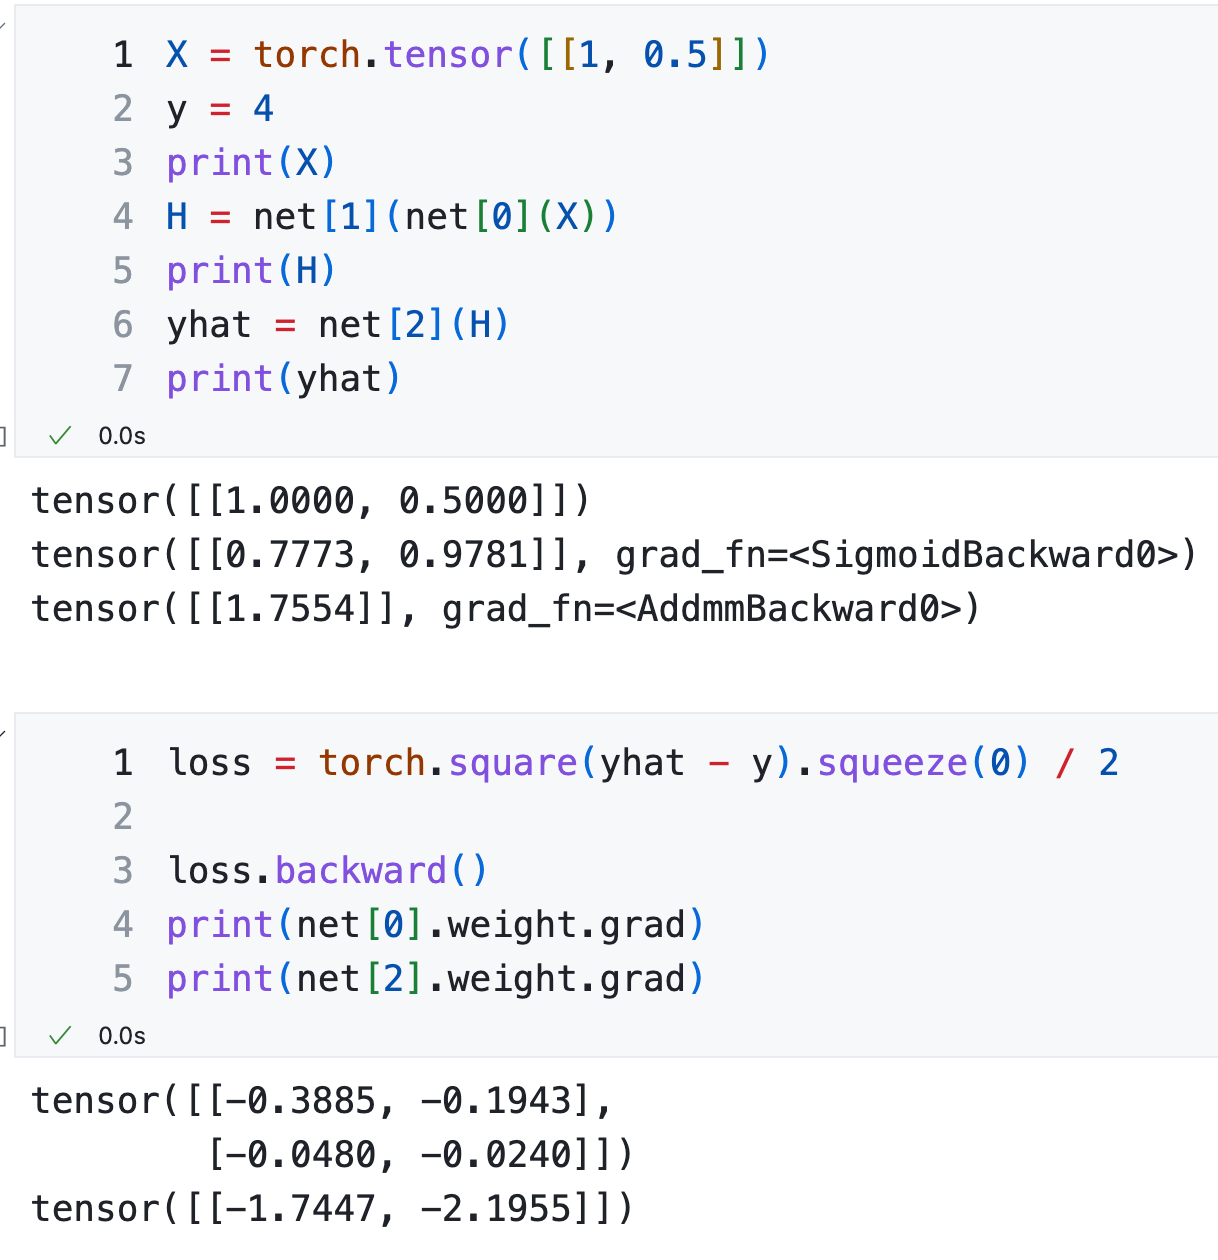 1 X = torch.tensor([[1, 0.5]])
2 y = 4
3 print(X)
4 H = net[1](net[0](X))
5 print(H)
6 yhat = net[2](H)
7 print(yhat)
✓ 0.0s
tensor([[1.0000, 0.5000]])
tensor([[0.7773, 0.9781]], grad_fn=<SigmoidBackward0>)
tensor([[1.7554]], grad_fn=<AddmmBackward0>)
1 loss = torch.square(yhat - y).squeeze(0) / 2
2
3 loss.backward()
4 print(net[0].weight.grad)
5 print(net[2].weight.grad)
✓ 0.0s
tensor([[-0.3885, -0.1943],
        [-0.0480, -0.0240]])
tensor([[-1.7447, -2.1955]])